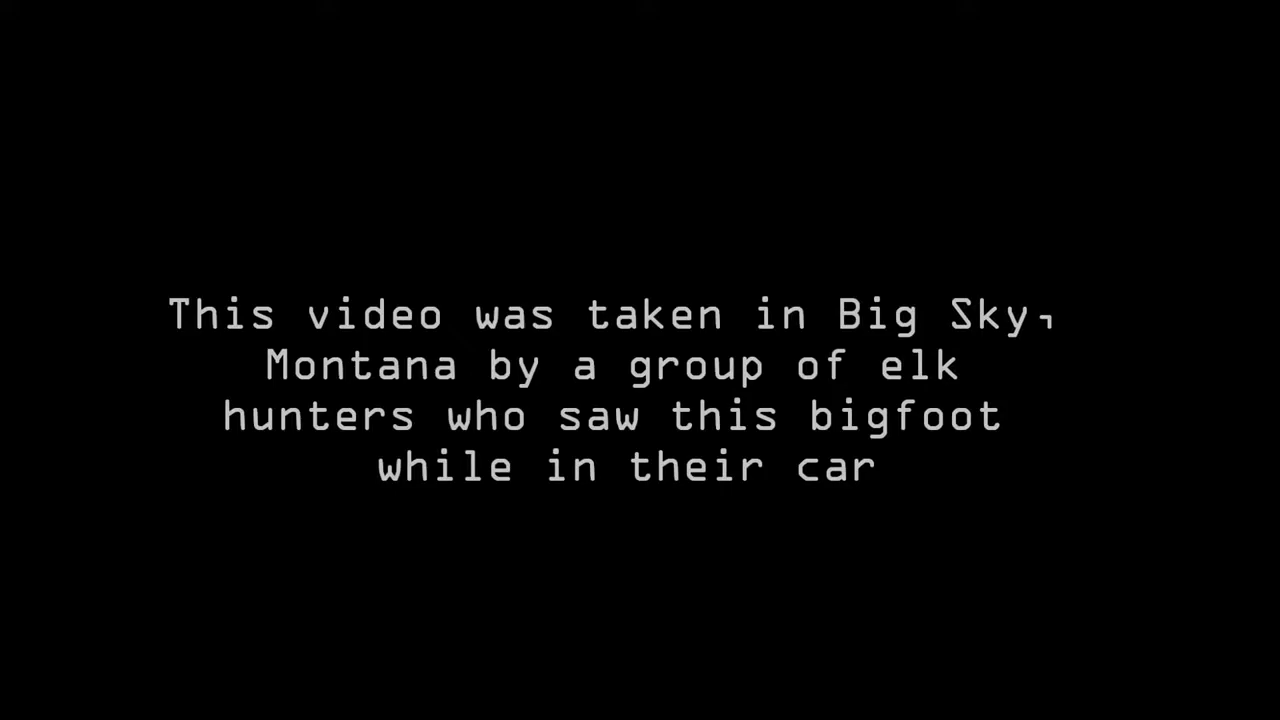 This video was taken in Big Sky,
Montana by a group of elk
hunters who saw this bigfoot
while in their car